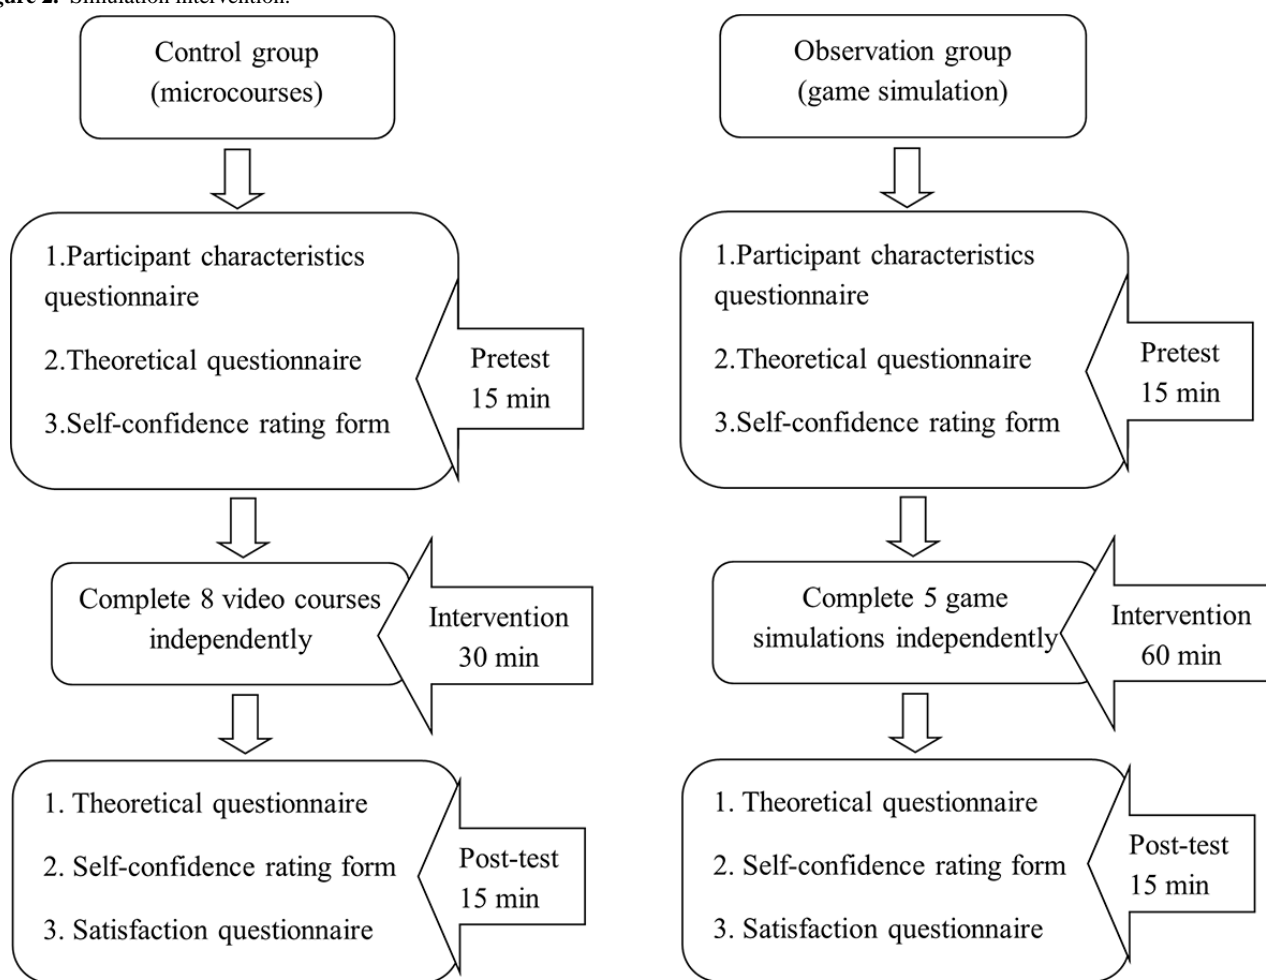 Figure 2. Simulation intervention.
Control group
(microcourses)
1.Participant characteristics
questionnaire
2.Theoretical questionnaire
3.Self-confidence rating form
Pretest
15 min
Complete 8 video courses
independently
Intervention
30 min
1. Theoretical questionnaire
2. Self-confidence rating form
3. Satisfaction questionnaire
Post-test
15 min
Observation group
(game simulation)
1.Participant characteristics
questionnaire
2.Theoretical questionnaire
3.Self-confidence rating form
Pretest
15 min
Complete 5 game
simulations independently
Intervention
60 min
1. Theoretical questionnaire
2. Self-confidence rating form
3. Satisfaction questionnaire
Post-test
15 min